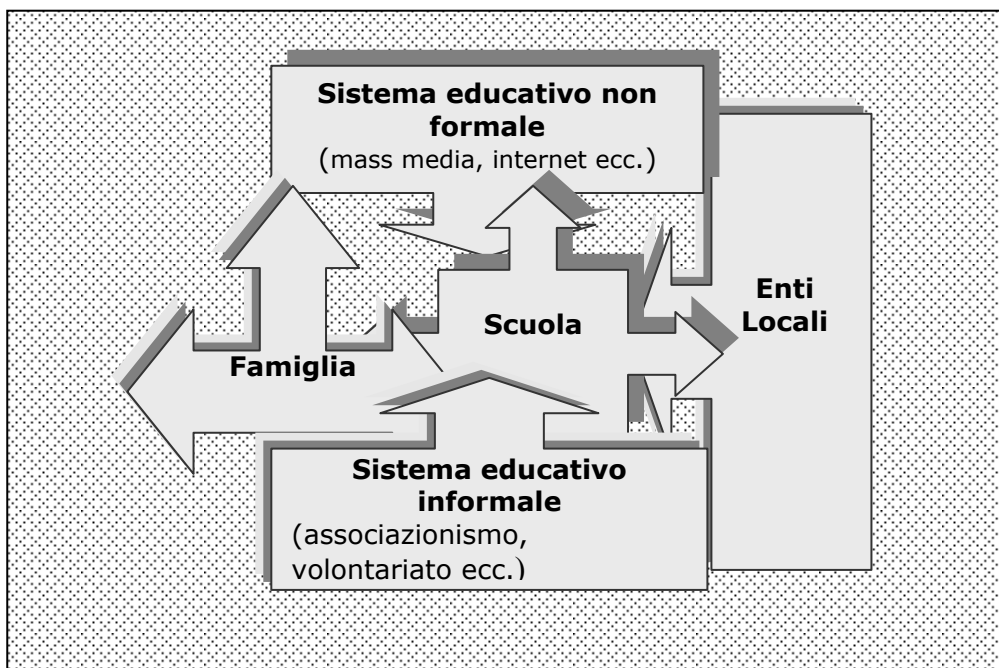 Sistema educativo non
formale
(mass media, internet ecc.)
Enti
Locali
Scuola
Famiglia
Sistema educativo
informale
(associazionismo,
volontariato ecc.)